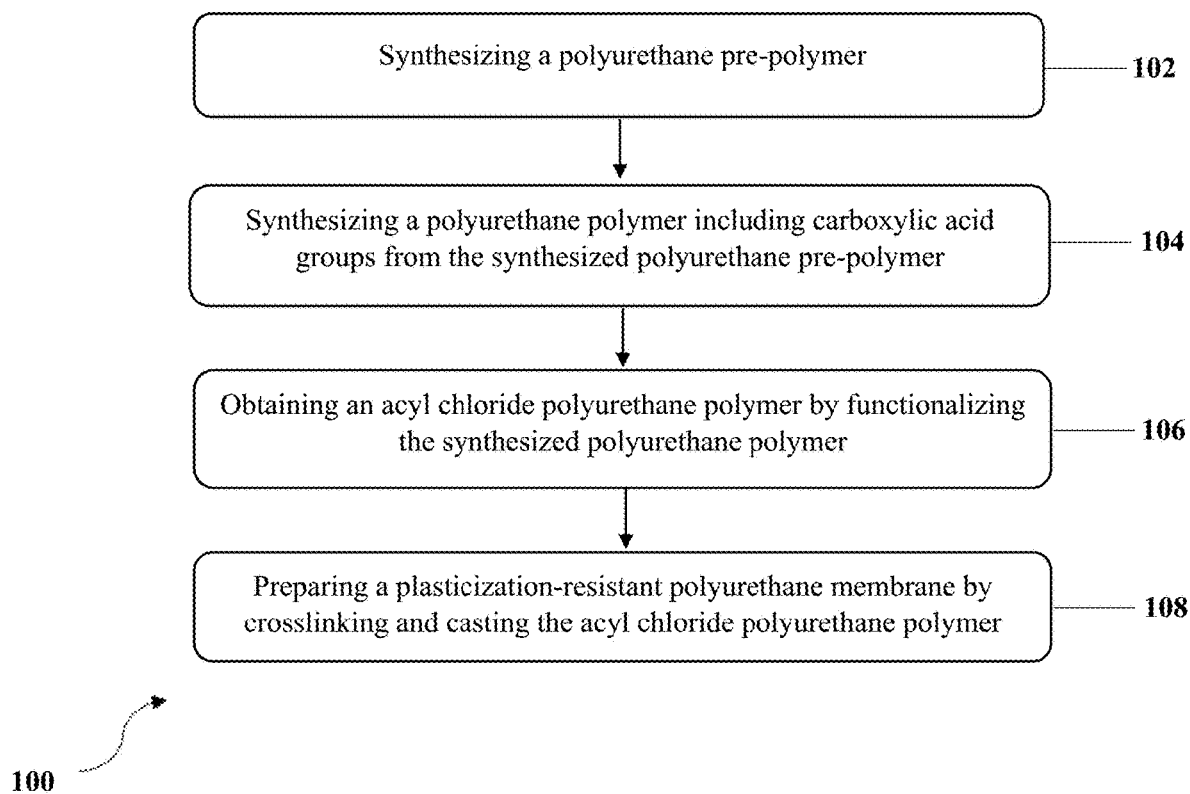 Synthesizing a polyurethane pre-polymer
102
Synthesizing a polyurethane polymer including carboxylic acid
groups from the synthesized polyurethane pre-polymer
104
Obtaining an acyl chloride polyurethane polymer by functionalizing
the synthesized polyurethane polymer
106
Preparing a plasticization-resistant polyurethane membrane by
crosslinking and casting the acyl chloride polyurethane polymer
108
100